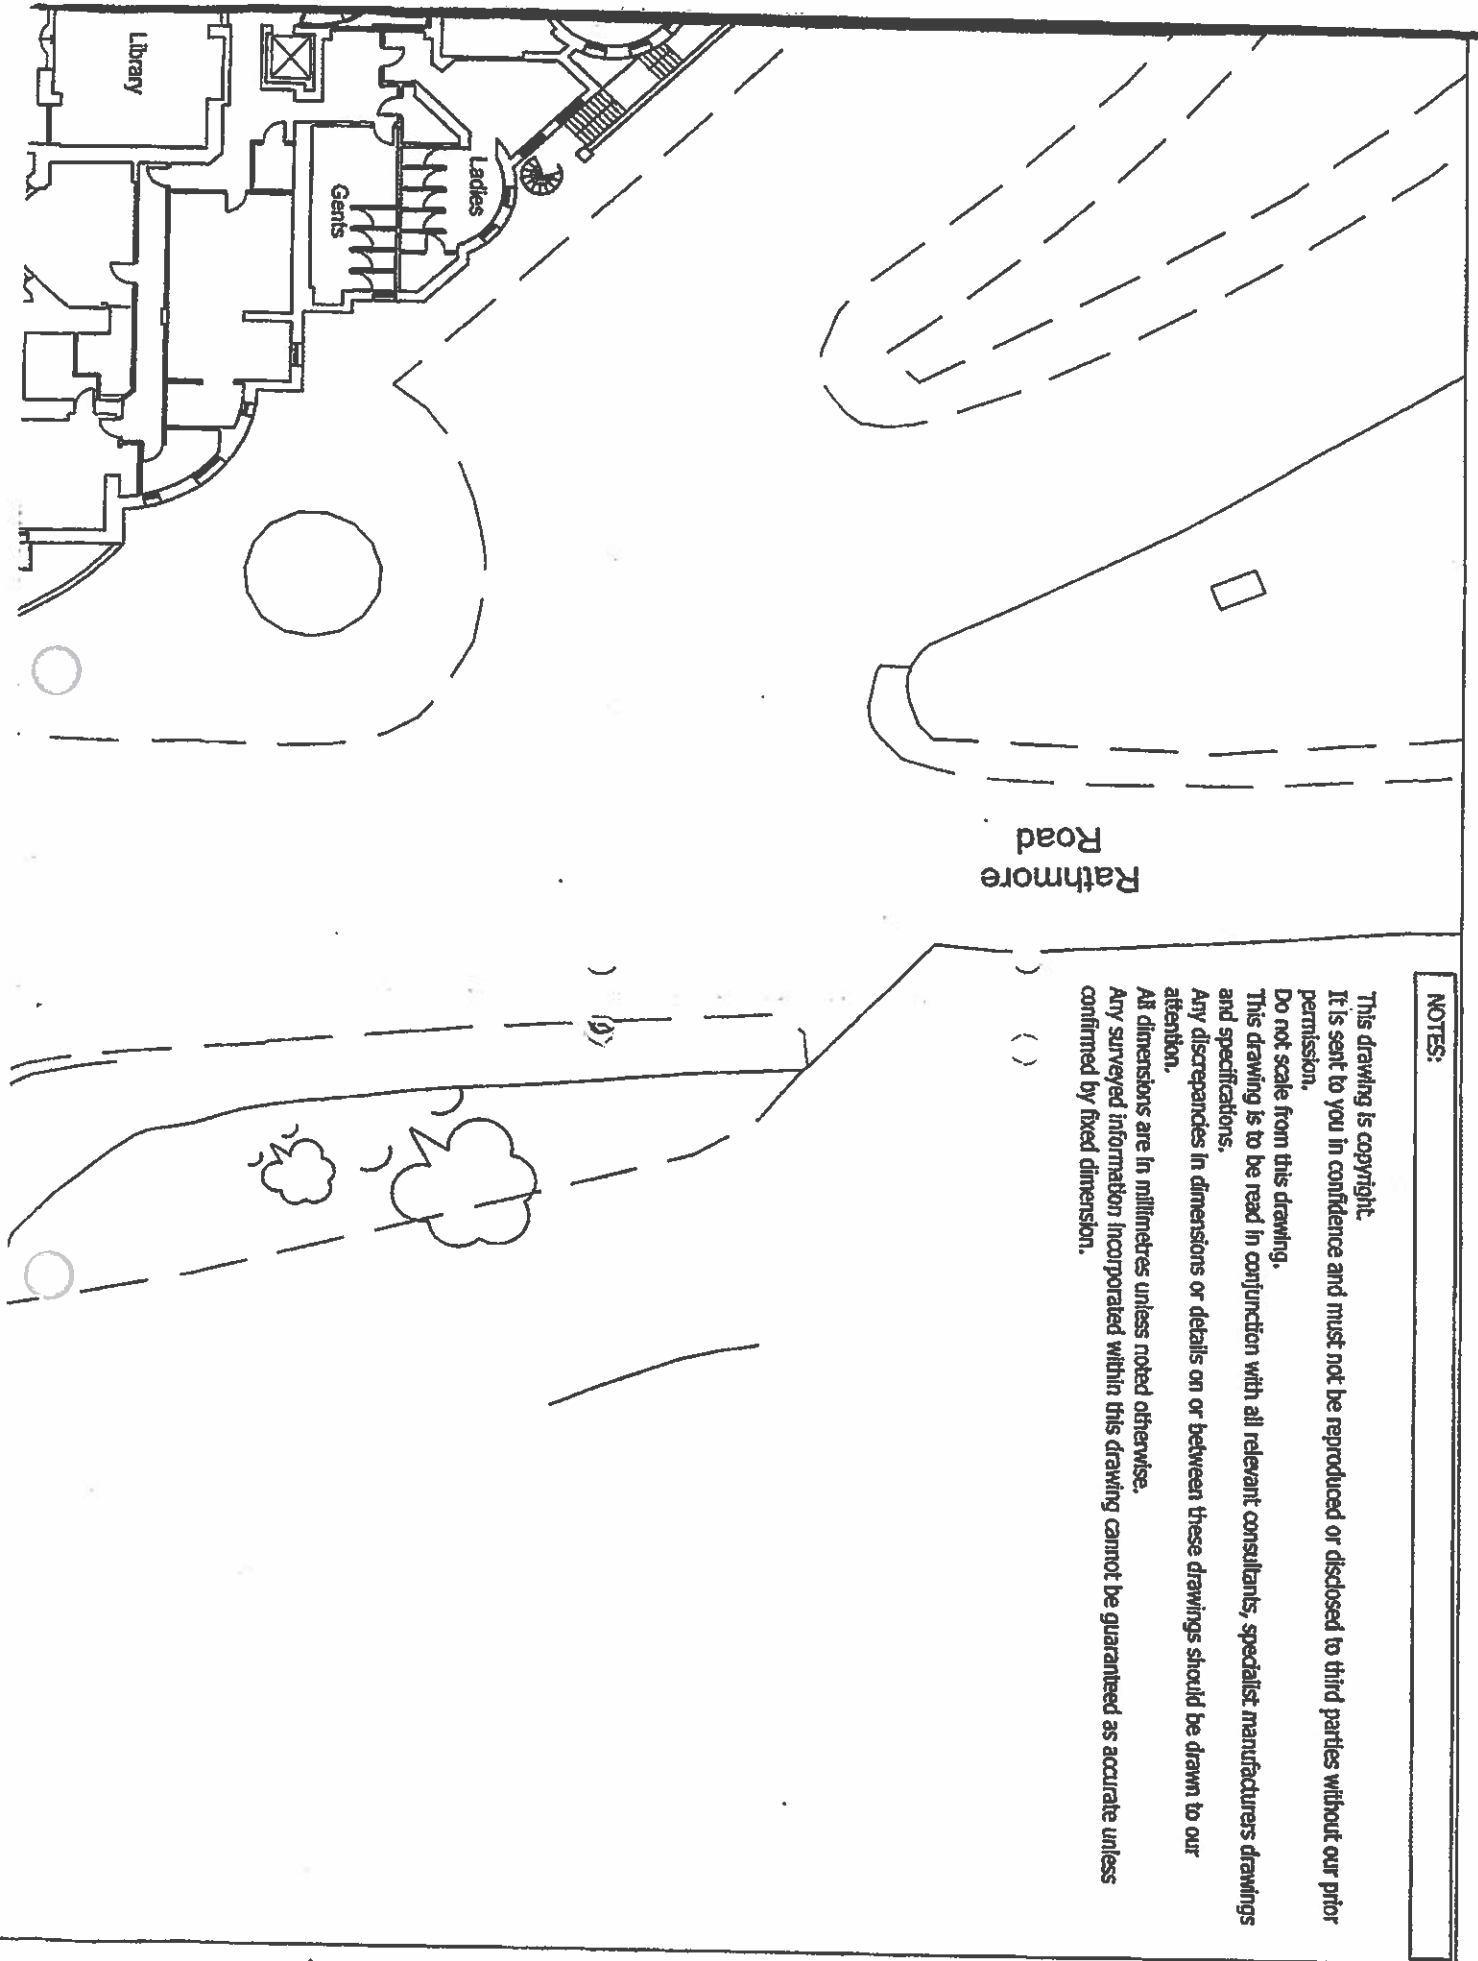 NOTES:
This drawing is copyright.
It is sent to you in confidence and must not be reproduced or disclosed to third parties without our prior
permission.
Do not scale from this drawing.
This drawing is to be read in conjunction with all relevant consultants, specialist manufacturers drawings
and specifications.
Any discrepancies in dimensions or details on or between these drawings should be drawn to our
attention.
All dimensions are in millimetres unless noted otherwise.
Any surveyed information incorporated within this drawing cannot be guaranteed as accurate unless
confirmed by fixed dimension.
Rathmore
Road
Ladies
Gents
Library